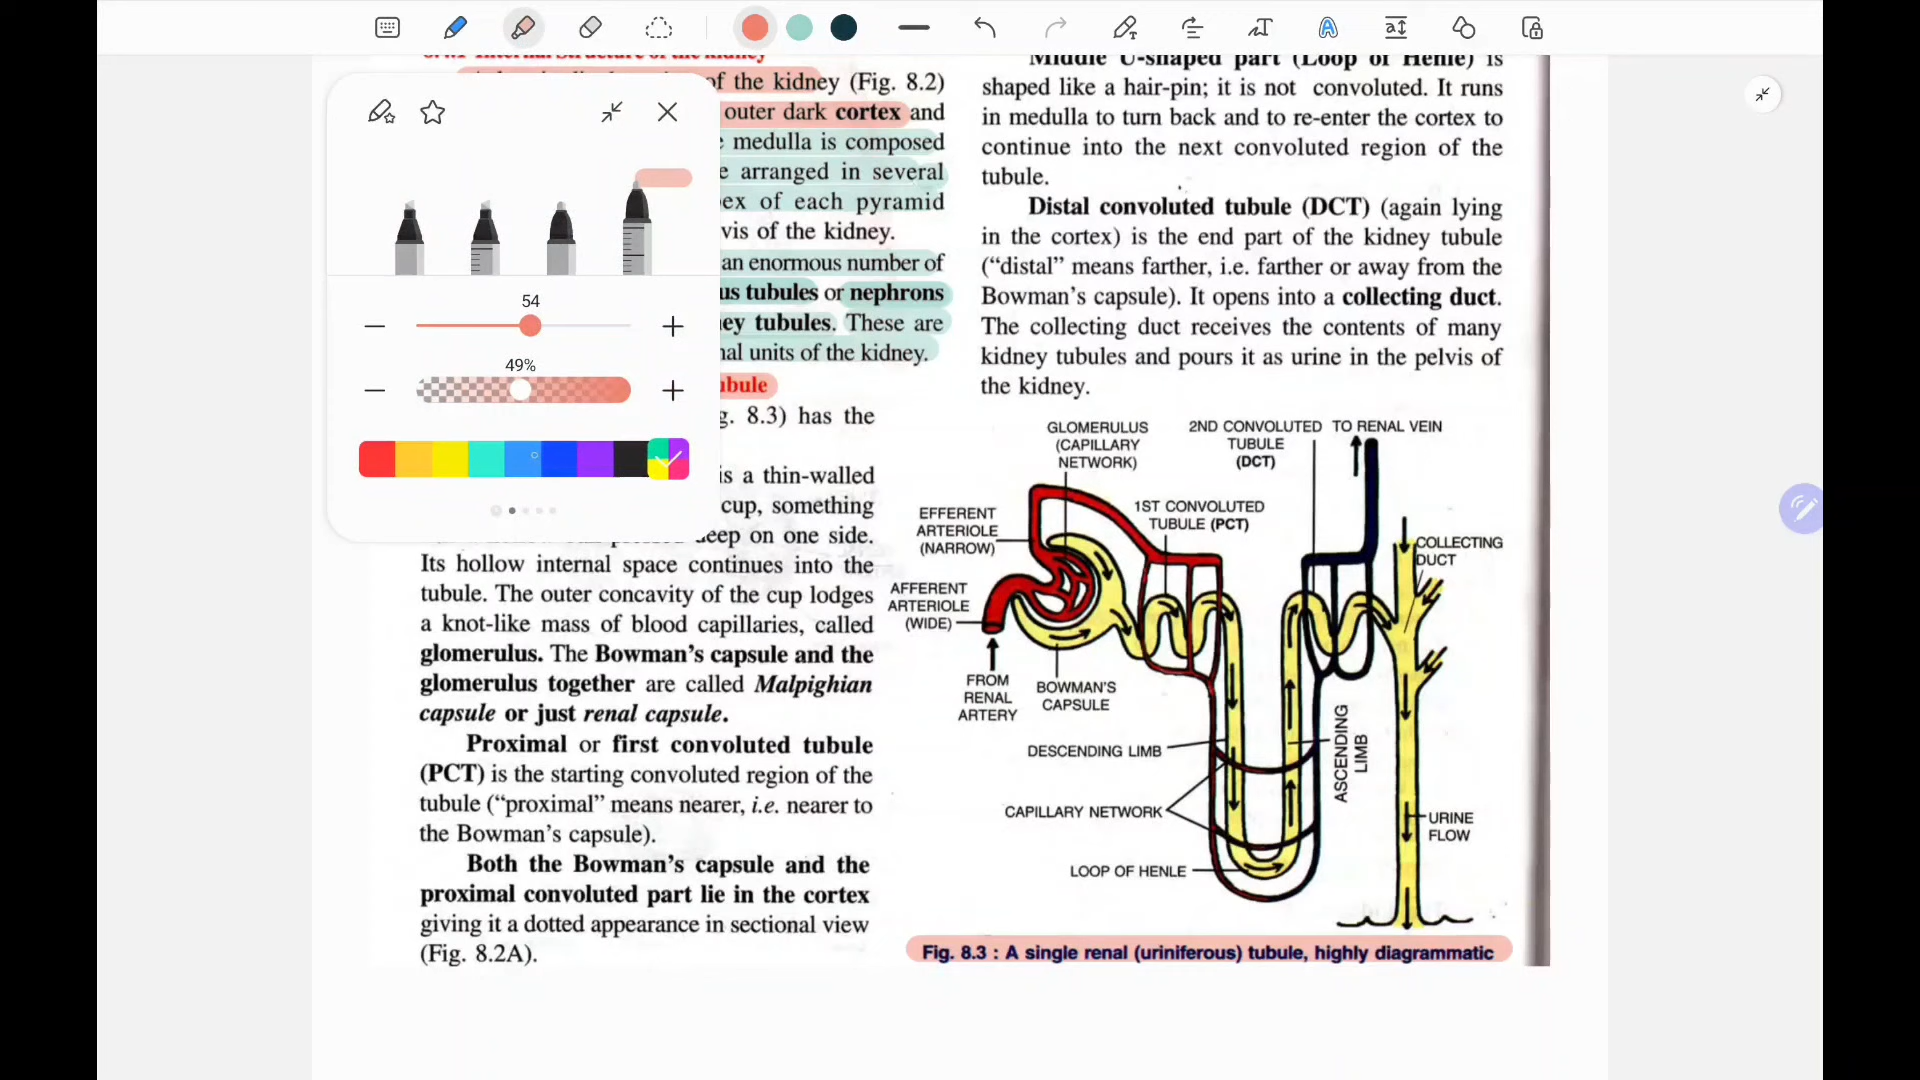 of the kidney (Fig. 8.2)
outer dark cortex and
medulla is composed
arranged in several
of each pyramid
of the kidney.
an enormous number of
tubules or nephrons
tubules. These are
units of the kidney.
8.3) has the
is a thin-walled
cup, something
on one side.
Its hollow internal space continues into the
tubule. The outer concavity of the cup lodges
a knot-like mass of blood capillaries, called
glomerulus. The Bowman's capsule and the
glomerulus together are called Malpighian
capsule or just renal capsule.
Proximal or first convoluted tubule
(PCT) is the starting convoluted region of the
tubule (“proximal” means nearer, i.e. nearer to
the Bowman's capsule).
Both the Bowman's capsule and the
proximal convoluted part lie in the cortex
giving it a dotted appearance in sectional view
(Fig. 8.2A).
54
49%
Middle U-shaped part (Loop of Henle) is
shaped like a hair-pin; it is not convoluted. It runs
in medulla to turn back and to re-enter the cortex to
continue into the next convoluted region of the
tubule.
Distal convoluted tubule (DCT) (again lying
in the cortex) is the end part of the kidney tubule
(“distal” means farther, i.e. farther or away from the
Bowman's capsule). It opens into a collecting duct.
The collecting duct receives the contents of many
kidney tubules and pours it as urine in the pelvis of
the kidney.
GLOMERULUS
(CAPILLARY
NETWORK)
2ND CONVOLUTED
TUBULE
(DCT)
TO RENAL VEIN
1ST CONVOLUTED
TUBULE (PCT)
EFFERENT
ARTERIOLE
(NARROW)
COLLECTING
DUCT
AFFERENT
ARTERIOLE
(WIDE)
FROM
RENAL
ARTERY
BOWMAN'S
CAPSULE
DESCENDING LIMB
ASCENDING
LIMB
CAPILLARY NETWORK
URINE
FLOW
LOOP OF HENLE
Fig. 8.3 : A single renal (uriniferous) tubule, highly diagrammatic